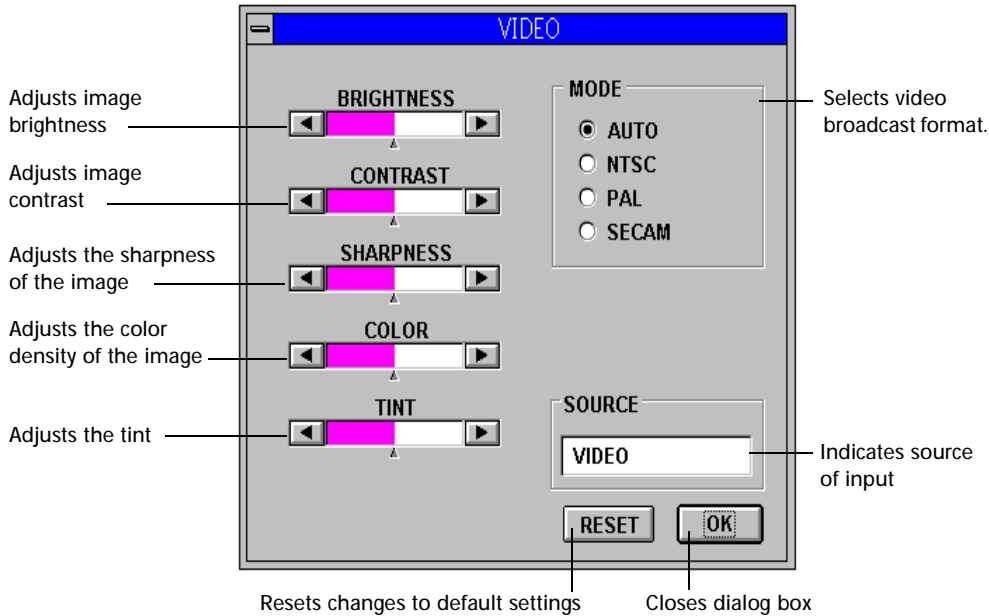 VIDEO
Adjusts image
brightness
BRIGHTNESS
Adjusts image
contrast
CONTRAST
Adjusts the sharpness
of the image
SHARPNESS
Adjusts the color
density of the image
COLOR
Adjusts the tint
TINT
MODE
AUTO
NTSC
PAL
SECAM
Selects video
broadcast format.
SOURCE
VIDEO
Indicates source
of input
RESET
OK
Resets changes to default settings
Closes dialog box